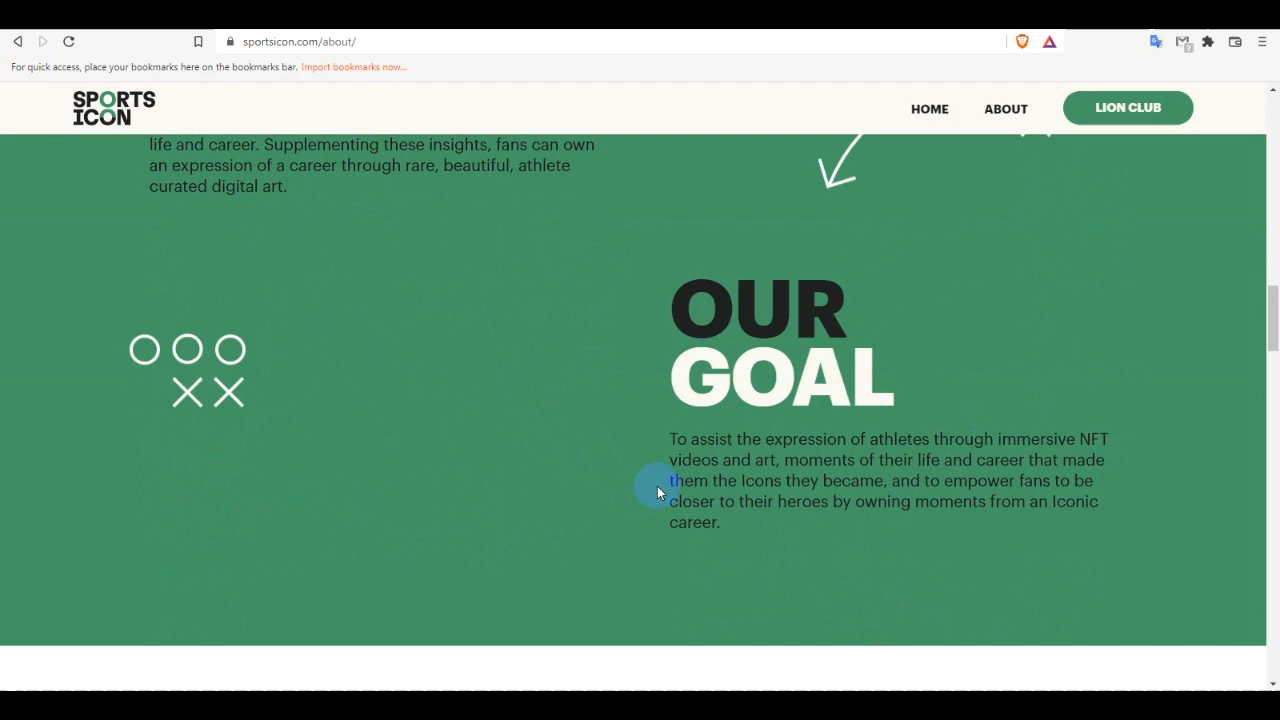 sportsicon.com/about/
For quick access, place your bookmarks here on the bookmarks bar. Import bookmarks now...
SPORTS
ICON
HOME
ABOUT
LION CLUB
life and career. Supplementing these insights, fans can own
an expression of a career through rare, beautiful, athlete
curated digital art.
OUR
GOAL
To assist the expression of athletes through immersive NFT
videos and art, moments of their life and career that made
them the Icons they became, and to empower fans to be
closer to their heroes by owning moments from an Iconic
career.